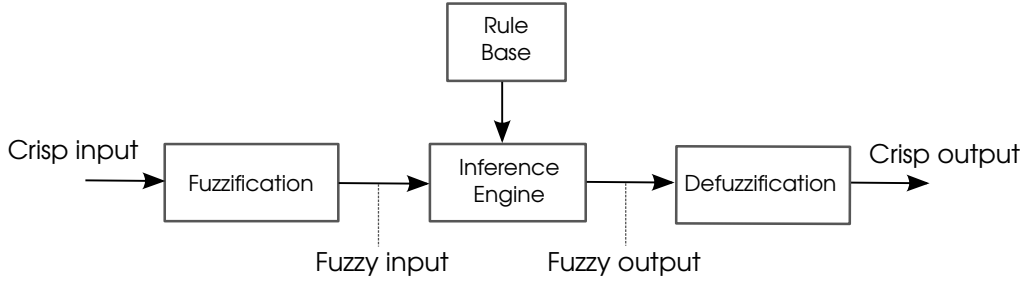 Rule
Base
Crisp input
Fuzzification
Inference
Engine
Defuzzification
Crisp output
Fuzzy input
Fuzzy output